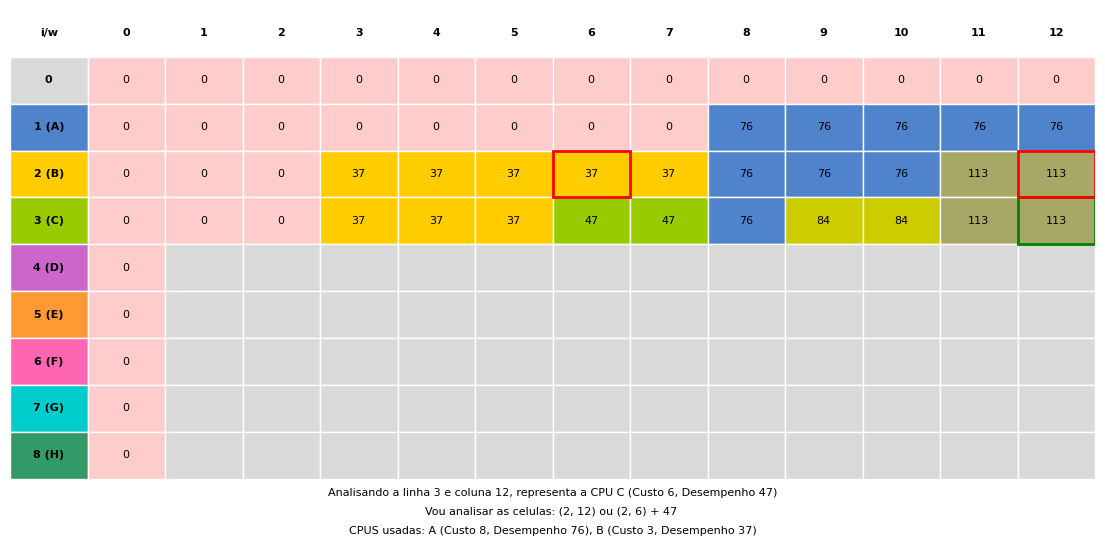 i/w 0 1 2 3 4 5 6 7 8 9 10 11 12
0 0 0 0 0 0 0 0 0 0 0 0 0 0
1 (A) 0 0 0 0 0 0 0 0 76 76 76 76 76
2 (B) 0 0 0 37 37 37 37 37 76 76 76 113 113
3 (C) 0 0 0 37 37 37 47 47 76 84 84 113 113
4 (D) 0
5 (E) 0
6 (F) 0
7 (G) 0
8 (H) 0
Analisando a linha 3 e coluna 12, representa a CPU C (Custo 6, Desempenho 47)
Vou analisar as celulas: (2, 12) ou (2, 6) + 47
CPUS usadas: A (Custo 8, Desempenho 76), B (Custo 3, Desempenho 37)